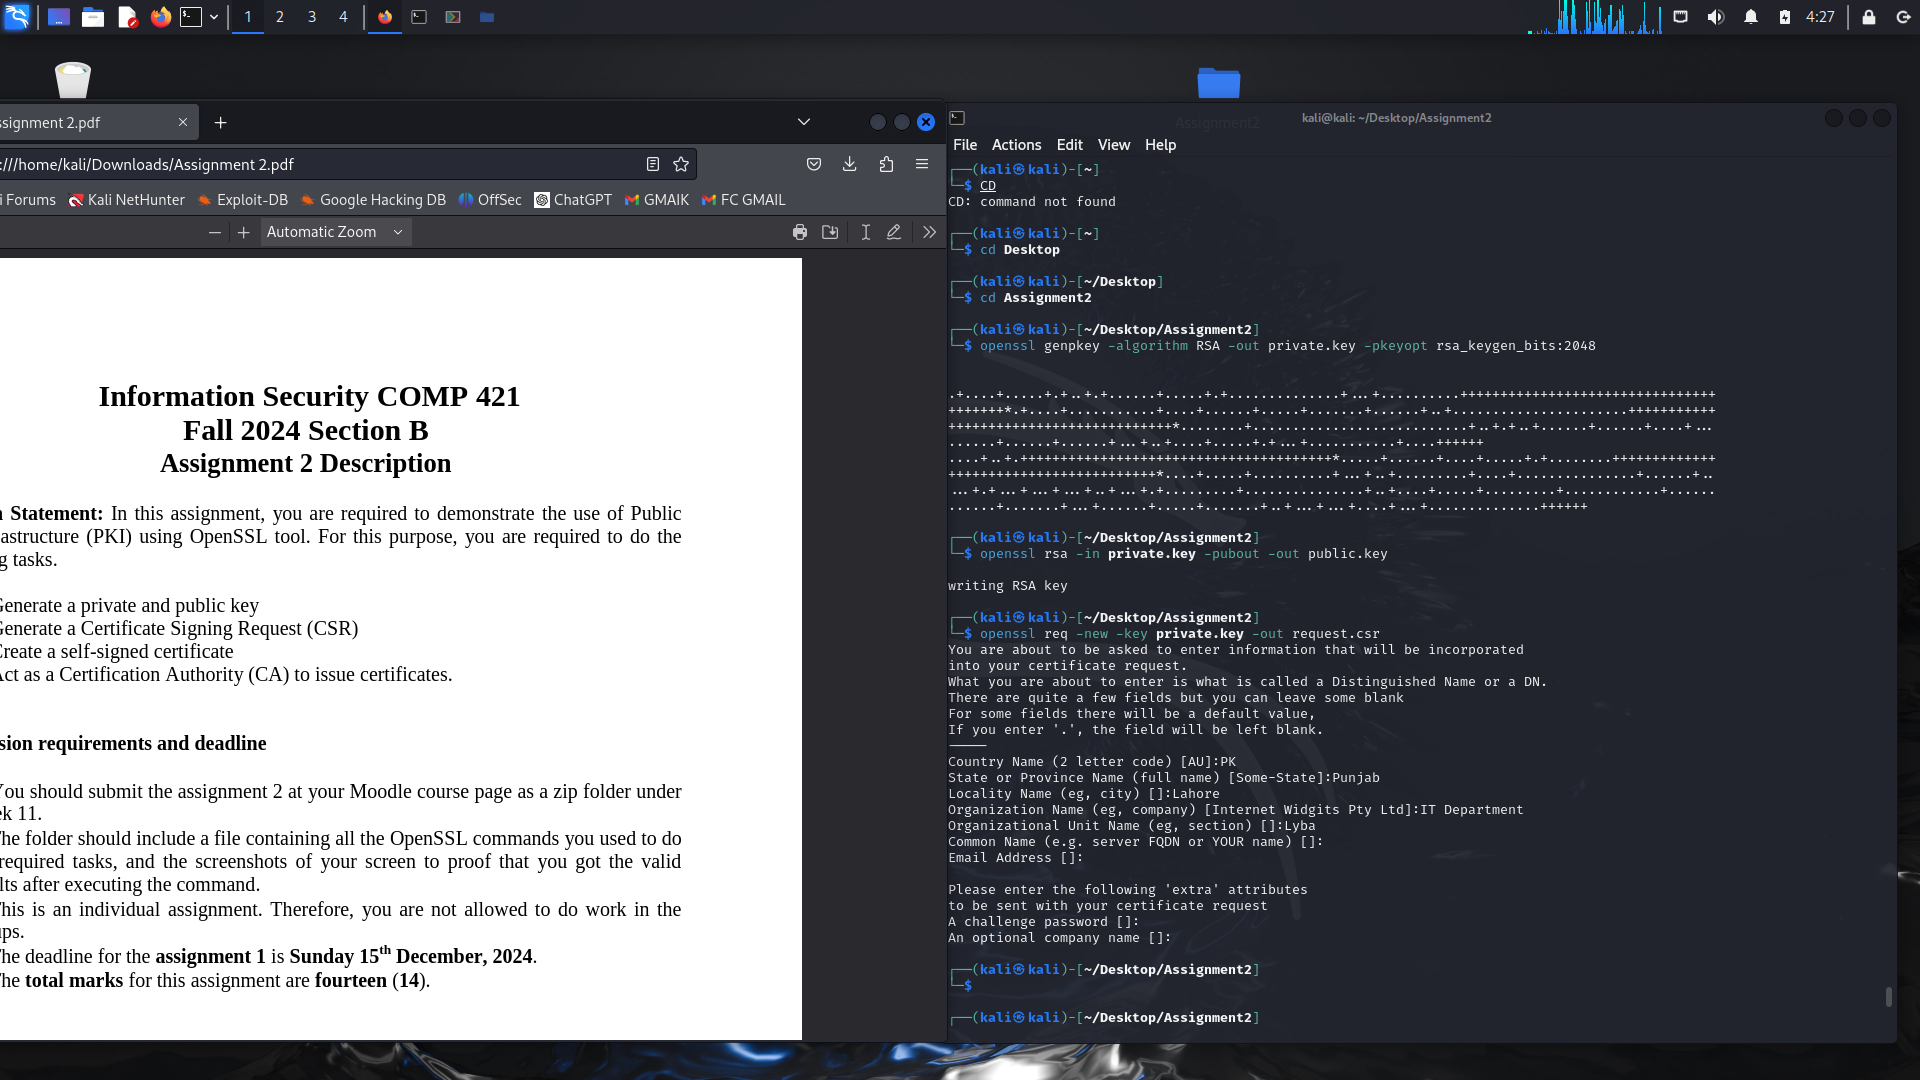 1 2 3 4
4:27
ssignment 2.pdf
:///home/kali/Downloads/Assignment 2.pdf
i Forums Kali NetHunter Exploit-DB Google Hacking DB OffSec ChatGPT GMAIK FC GMAIL
Automatic Zoom
Information Security COMP 421
Fall 2024 Section B
Assignment 2 Description
Statement: In this assignment, you are required to demonstrate the use of Public
astructure (PKI) using OpenSSL tool. For this purpose, you are required to do the
g tasks.
Generate a private and public key
Generate a Certificate Signing Request (CSR)
Create a self-signed certificate
Act as a Certification Authority (CA) to issue certificates.
sion requirements and deadline
You should submit the assignment 2 at your Moodle course page as a zip folder under
ek 11.
The folder should include a file containing all the OpenSSL commands you used to do
required tasks, and the screenshots of your screen to proof that you got the valid
lts after executing the command.
This is an individual assignment. Therefore, you are not allowed to do work in the
ups.
The deadline for the assignment 1 is Sunday 15th December, 2024.
The total marks for this assignment are fourteen (14).
Assignment2
kali@kali: ~/Desktop/Assignment2
File Actions Edit View Help
┌──(kali㉿kali)-[~]
└─$ CD
CD: command not found
┌──(kali㉿kali)-[~]
└─$ cd Desktop
┌──(kali㉿kali)-[~/Desktop]
└─$ cd Assignment2
┌──(kali㉿kali)-[~/Desktop/Assignment2]
└─$ openssl genpkey -algorithm RSA -out private.key -pkeyopt rsa_keygen_bits:2048
┌──(kali㉿kali)-[~/Desktop/Assignment2]
└─$ openssl rsa -in private.key -pubout -out public.key
writing RSA key
┌──(kali㉿kali)-[~/Desktop/Assignment2]
└─$ openssl req -new -key private.key -out request.csr
You are about to be asked to enter information that will be incorporated
into your certificate request.
What you are about to enter is what is called a Distinguished Name or a DN.
There are quite a few fields but you can leave some blank
For some fields there will be a default value,
If you enter '.', the field will be left blank.
-----
Country Name (2 letter code) [AU]:PK
State or Province Name (full name) [Some-State]:Punjab
Locality Name (eg, city) []:Lahore
Organization Name (eg, company) [Internet Widgits Pty Ltd]:IT Department
Organizational Unit Name (eg, section) []:Lyba
Common Name (e.g. server FQDN or YOUR name) []:
Email Address []:
Please enter the following 'extra' attributes
to be sent with your certificate request
A challenge password []:
An optional company name []:
┌──(kali㉿kali)-[~/Desktop/Assignment2]
└─$
┌──(kali㉿kali)-[~/Desktop/Assignment2]